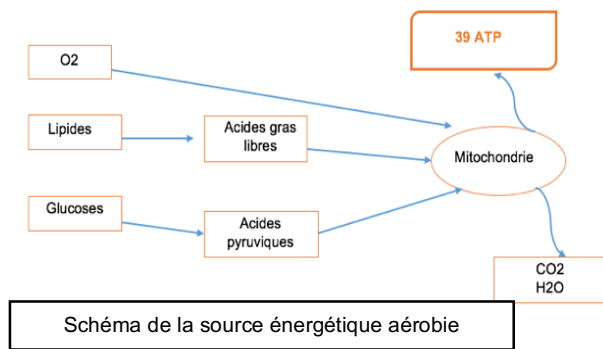 39 ATP
O2
Lipides
Acides gras
libres
Mitochondrie
Glucoses
Acides
pyruviques
CO2
H2O
Schéma de la source énergétique aérobie